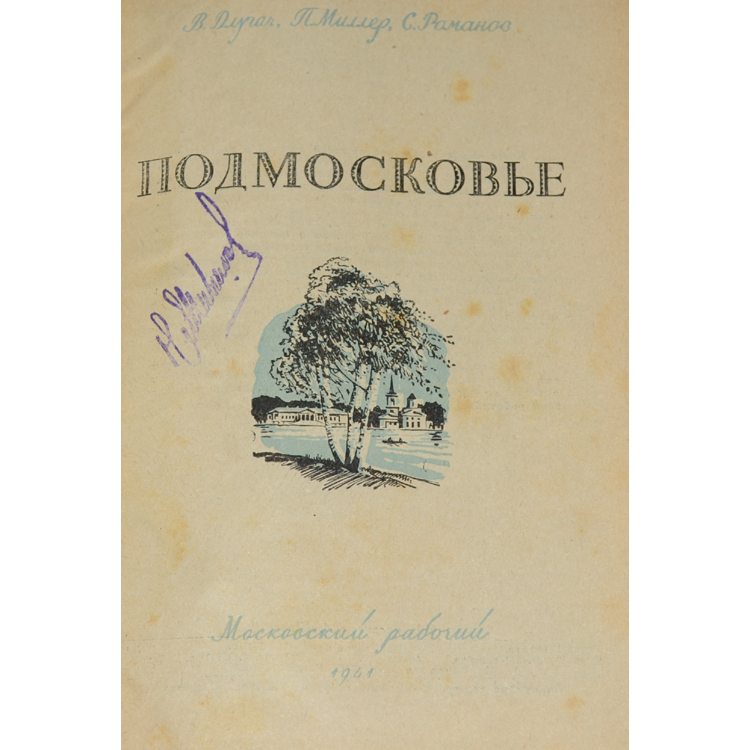 В. Длугач, П. Миллер, С. Романов
ПОДМОСКОВЬЕ
Московский рабочий
1941